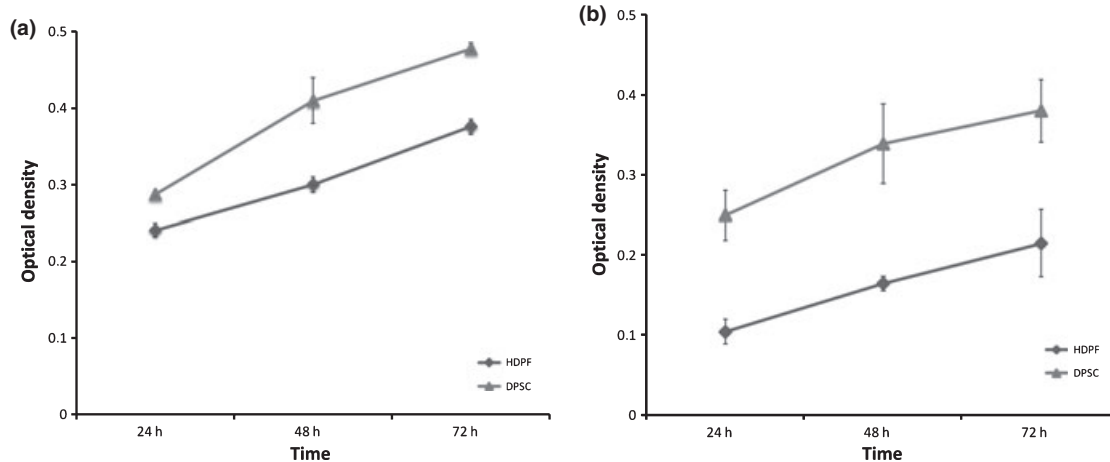 (a)
0.5
0.4
0.3
0.2
0.1
0
Optical density
24 h
48 h
72 h
Time
HDPF
DPSC
(b)
0.5
0.4
0.3
0.2
0.1
0
Optical density
24 h
48 h
72 h
Time
HDPF
DPSC